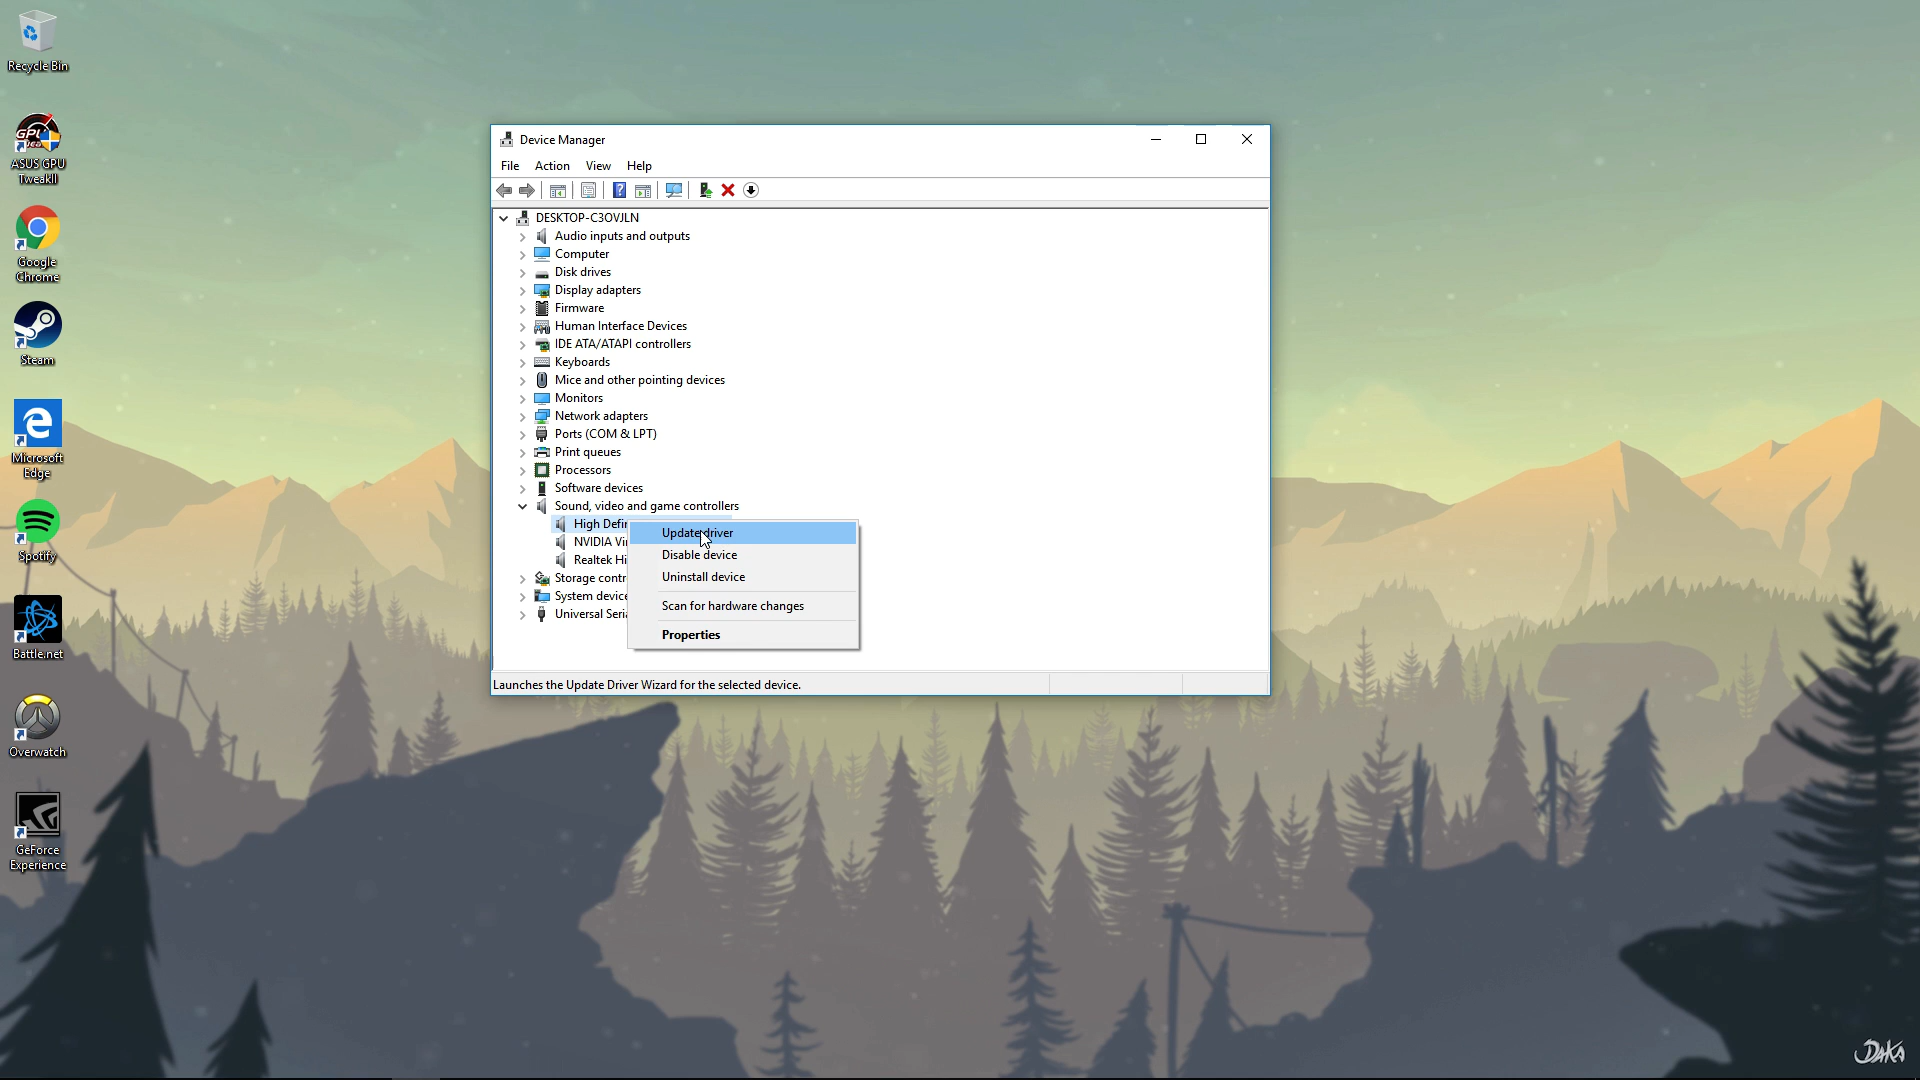 Recycle Bin
ASUS GPU
TweakII
Google
Chrome
Steam
Microsoft
Edge
Spotify
Battle.net
Overwatch
GeForce
Experience
Device Manager
File Action View Help
DESKTOP-C3OVJLN
Audio inputs and outputs
Computer
Disk drives
Display adapters
Firmware
Human Interface Devices
IDE ATA/ATAPI controllers
Keyboards
Mice and other pointing devices
Monitors
Network adapters
Ports (COM & LPT)
Print queues
Processors
Software devices
Sound, video and game controllers
High Defin
NVIDIA Vir
Realtek Hi
Storage contr
System device
Universal Seria
Update driver
Disable device
Uninstall device
Scan for hardware changes
Properties
Launches the Update Driver Wizard for the selected device.
DAKA